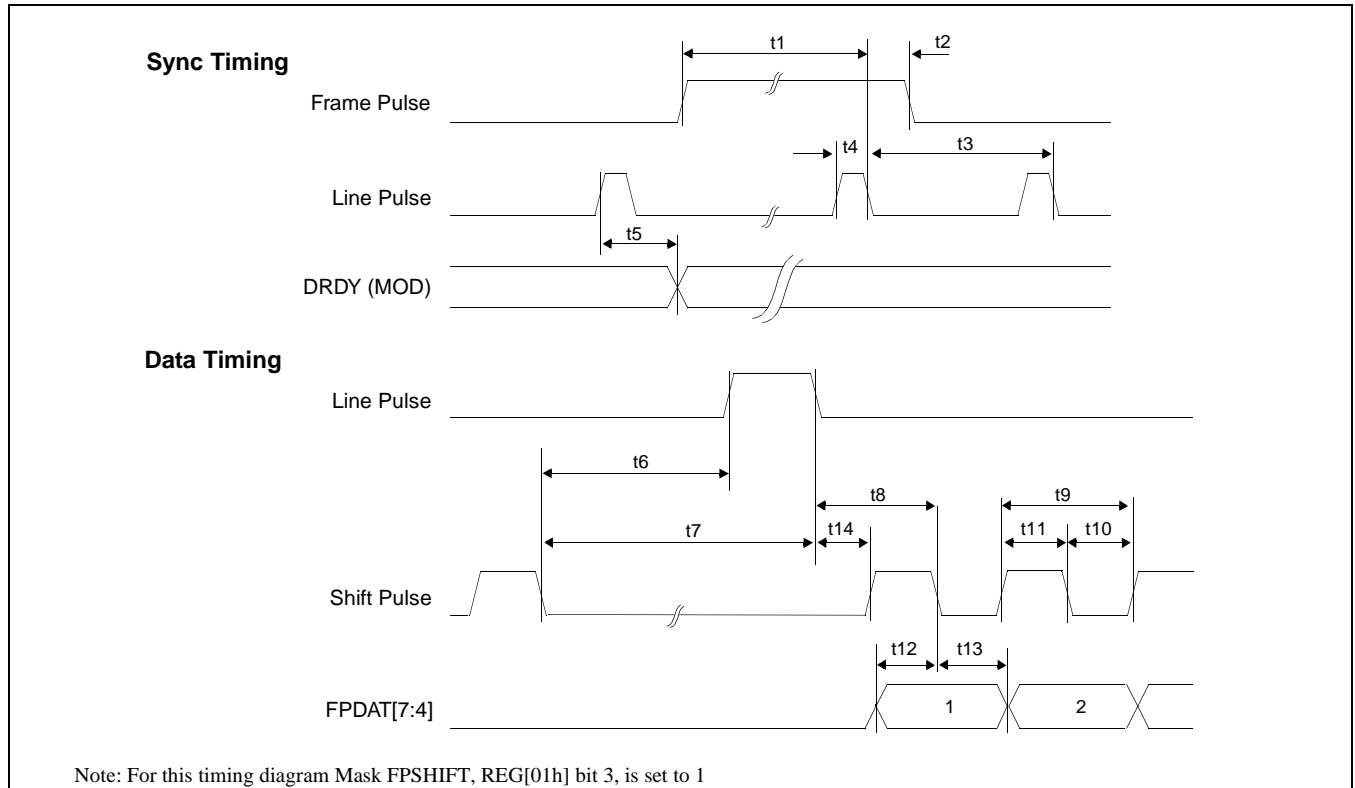 Sync Timing
t1
t2
Frame Pulse
t4
t3
Line Pulse
t5
DRDY (MOD)
Data Timing
Line Pulse
t6
t8
t9
t7
t14
t11
t10
Shift Pulse
t12
t13
FPDAT[7:4]
1
2
Note: For this timing diagram Mask FPSHIFT, REG[01h] bit 3, is set to 1